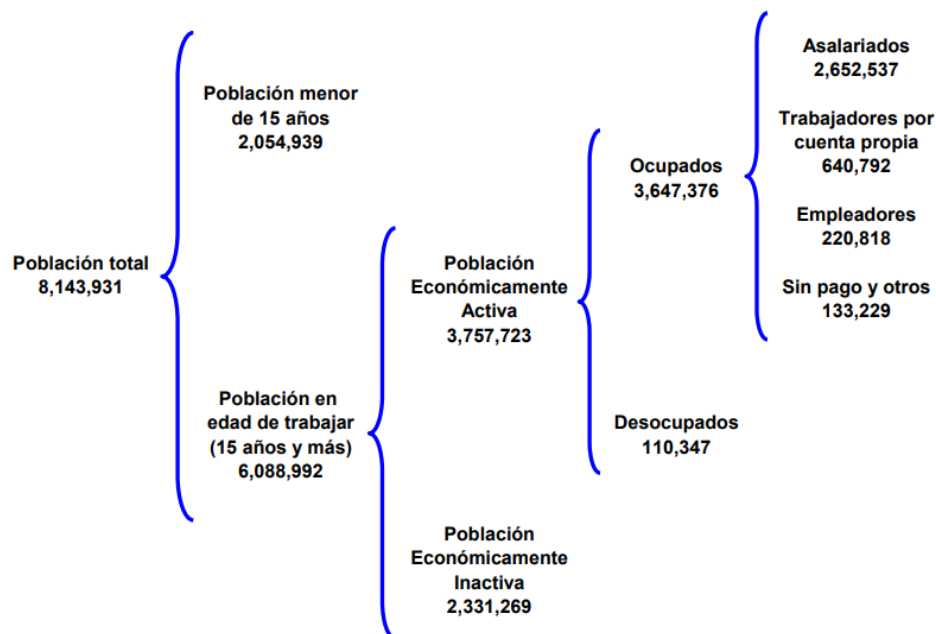 Población total
8,143,931
Población menor
de 15 años
2,054,939
Población en
edad de trabajar
(15 años y más)
6,088,992
Población
Económicamente
Activa
3,757,723
Población
Económicamente
Inactiva
2,331,269
Ocupados
3,647,376
Desocupados
110,347
Asalariados
2,652,537
Trabajadores por
cuenta propia
640,792
Empleadores
220,818
Sin pago y otros
133,229